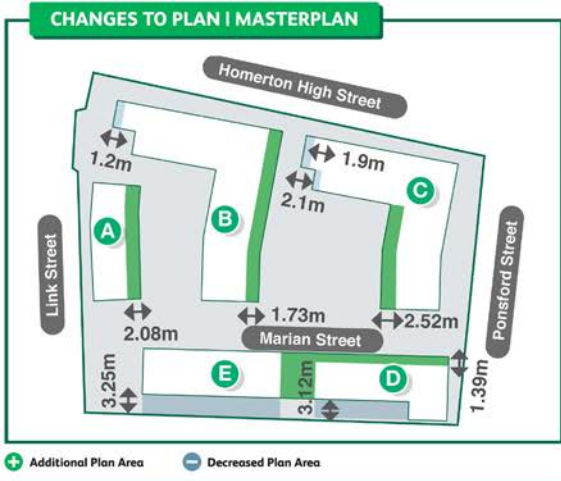 CHANGES TO PLAN | MASTERPLAN
Homerton High Street
1.2m
1.9m
2.1m
C
A
B
Link Street
Ponsford Street
2.08m
1.73m
2.52m
Marian Street
3.25m
E
3.12m
D
1.39m
+ Additional Plan Area
− Decreased Plan Area